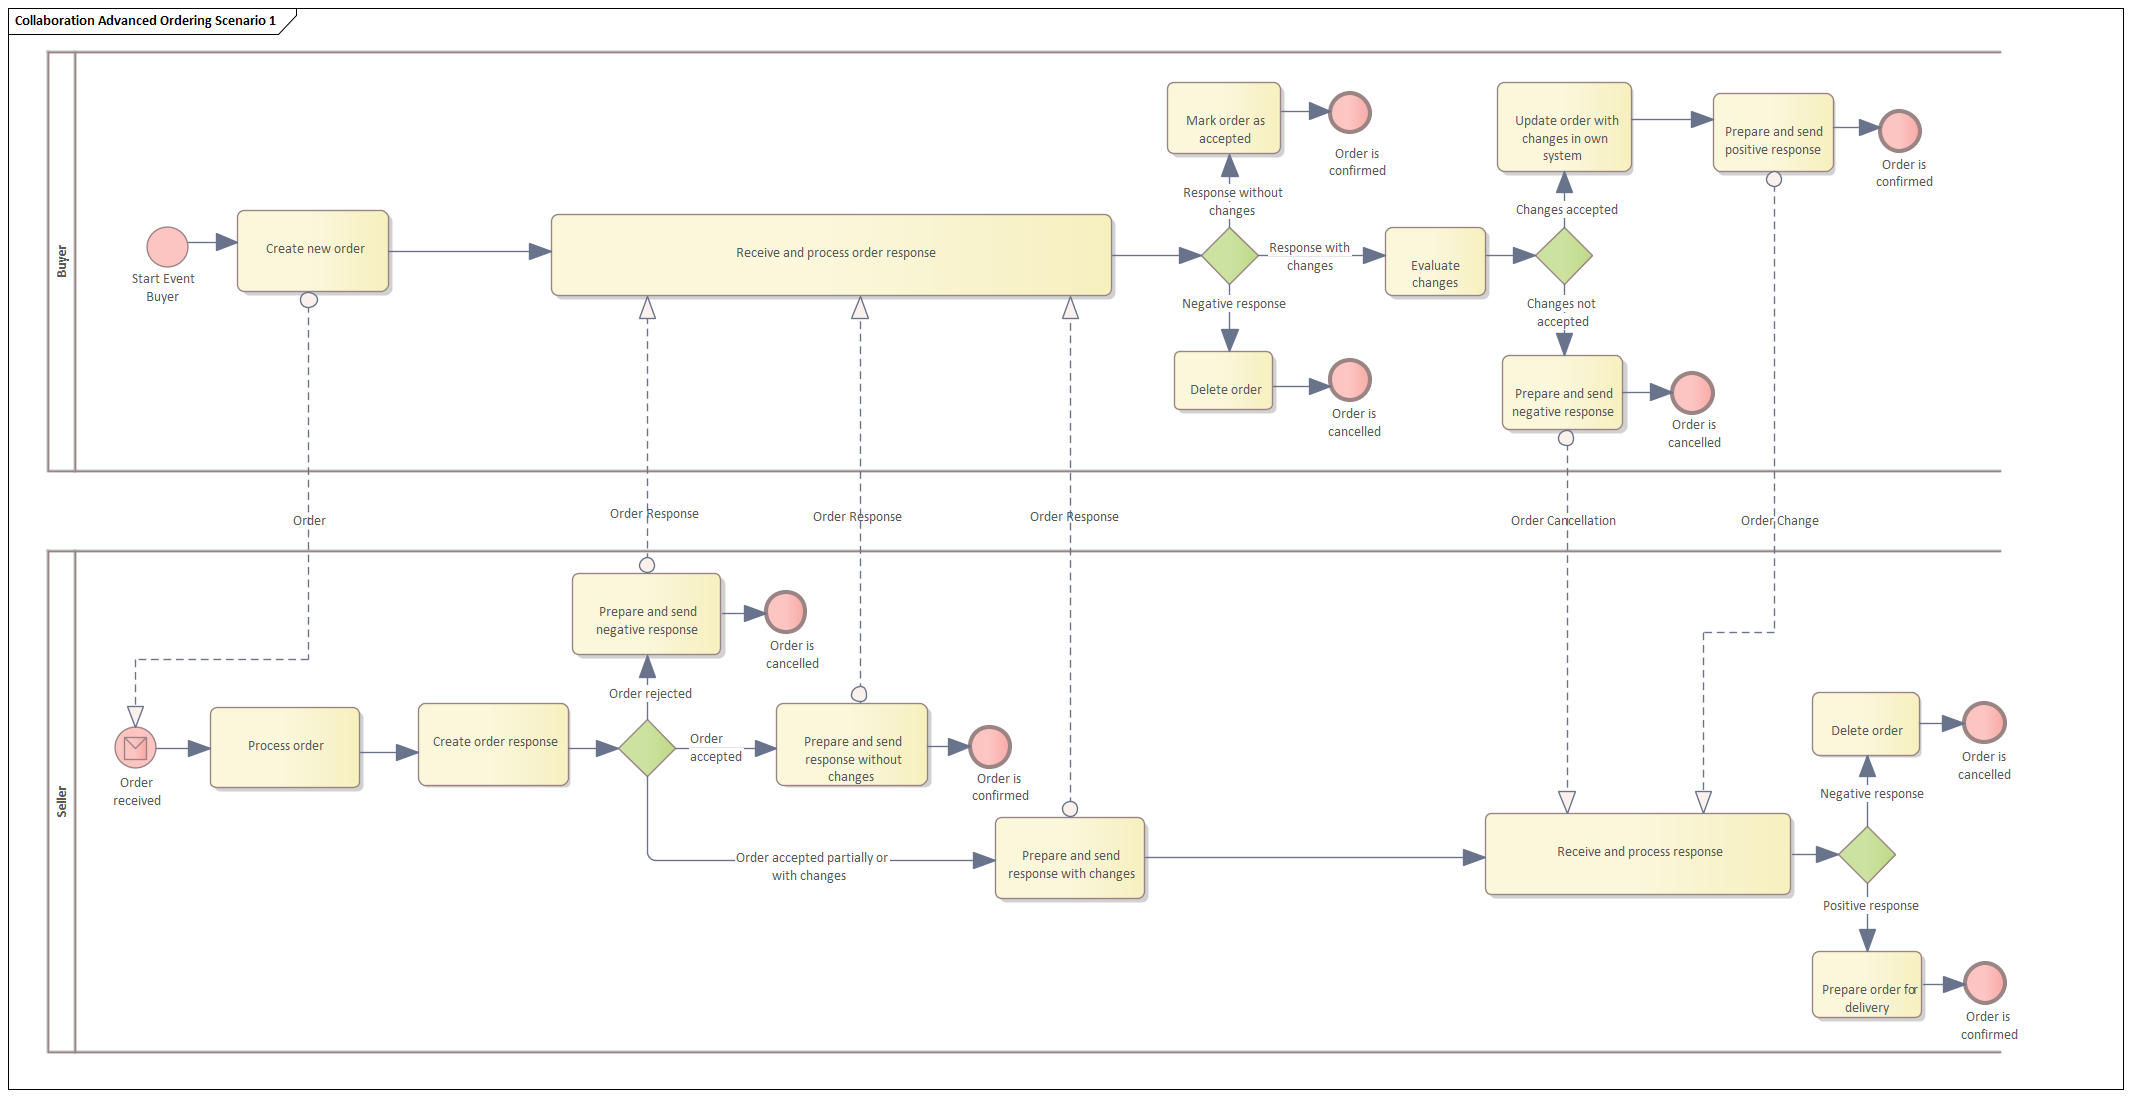 Collaboration Advanced Ordering Scenario 1
Buyer
Start Event
Buyer
Create new order
Receive and process order response
Response without
changes
Mark order as
accepted
Order is
confirmed
Response with
changes
Negative response
Delete order
Order is
cancelled
Evaluate
changes
Changes accepted
Update order with
changes in own
system
Prepare and send
positive response
Order is
confirmed
Changes not
accepted
Prepare and send
negative response
Order is
cancelled
Order
Order Response
Order Response
Order Response
Order Cancellation
Order Change
Seller
Order
received
Process order
Create order response
Order rejected
Prepare and send
negative response
Order is
cancelled
Order
accepted
Prepare and send
response without
changes
Order is
confirmed
Order accepted partially or
with changes
Prepare and send
response with changes
Receive and process response
Negative response
Delete order
Order is
cancelled
Positive response
Prepare order for
delivery
Order is
confirmed